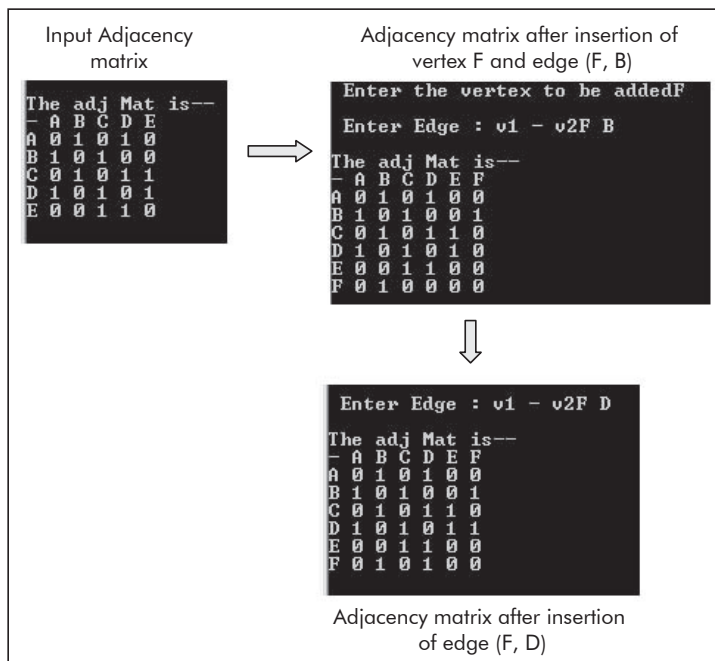 Input Adjacency
matrix
The adj Mat is--
- A B C D E
A 0 1 0 1 0
B 1 0 1 0 0
C 0 1 0 1 1
D 1 0 1 0 1
E 0 0 1 1 0
Adjacency matrix after insertion of
vertex F and edge (F, B)
Enter the vertex to be addedF
Enter Edge : v1 - v2F B
The adj Mat is--
- A B C D E F
A 0 1 0 1 0 0
B 1 0 1 0 0 1
C 0 1 0 1 1 0
D 1 0 1 0 1 0
E 0 0 1 1 0 0
F 0 1 0 0 0 0
Enter Edge : v1 - v2F D
The adj Mat is--
- A B C D E F
A 0 1 0 1 0 0
B 1 0 1 0 0 1
C 0 1 0 1 1 0
D 1 0 1 0 1 1
E 0 0 1 1 0 0
F 0 1 0 1 0 0
Adjacency matrix after insertion
of edge (F, D)